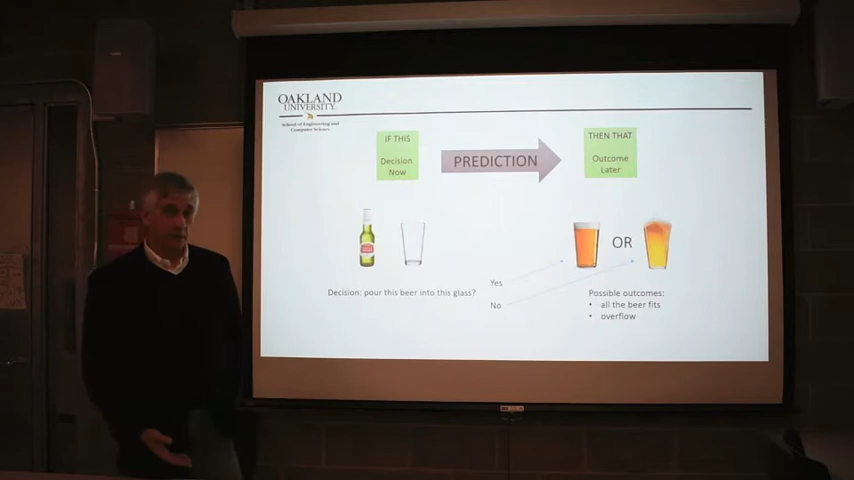 OAKLAND
UNIVERSITY
School of Engineering and
Computer Science
IF THIS
Decision
Now
PREDICTION
THEN THAT
Outcome
Later
OR
Decision: pour this beer into this glass?
Yes
No
Possible outcomes:
• all the beer fits
• overflow